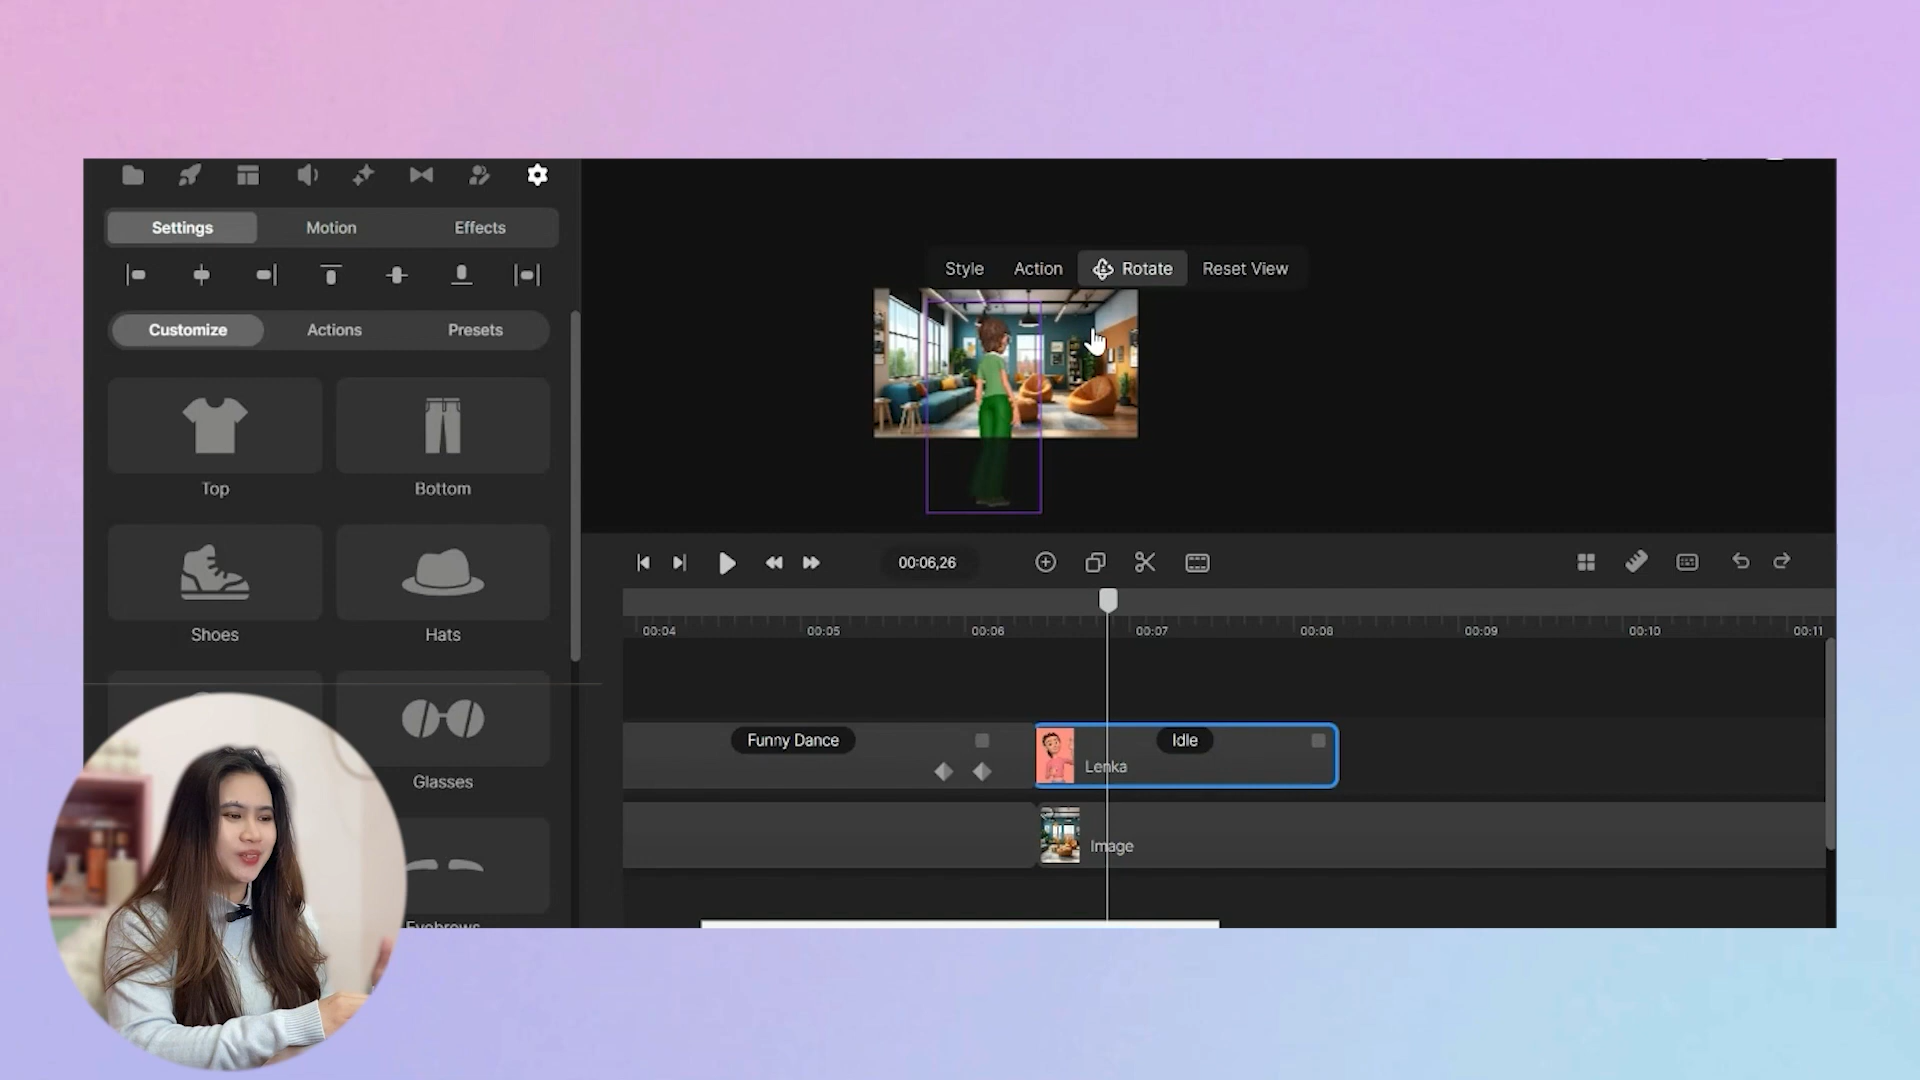 Settings
Motion
Effects
Style
Action
Rotate
Reset View
Customize
Actions
Presets
Top
Bottom
Shoes
Hats
Glasses
Eyebrows
00:06,26
00:04
00:05
00:06
00:07
00:08
00:09
00:10
00:11
Funny Dance
Idle
Lenka
Image